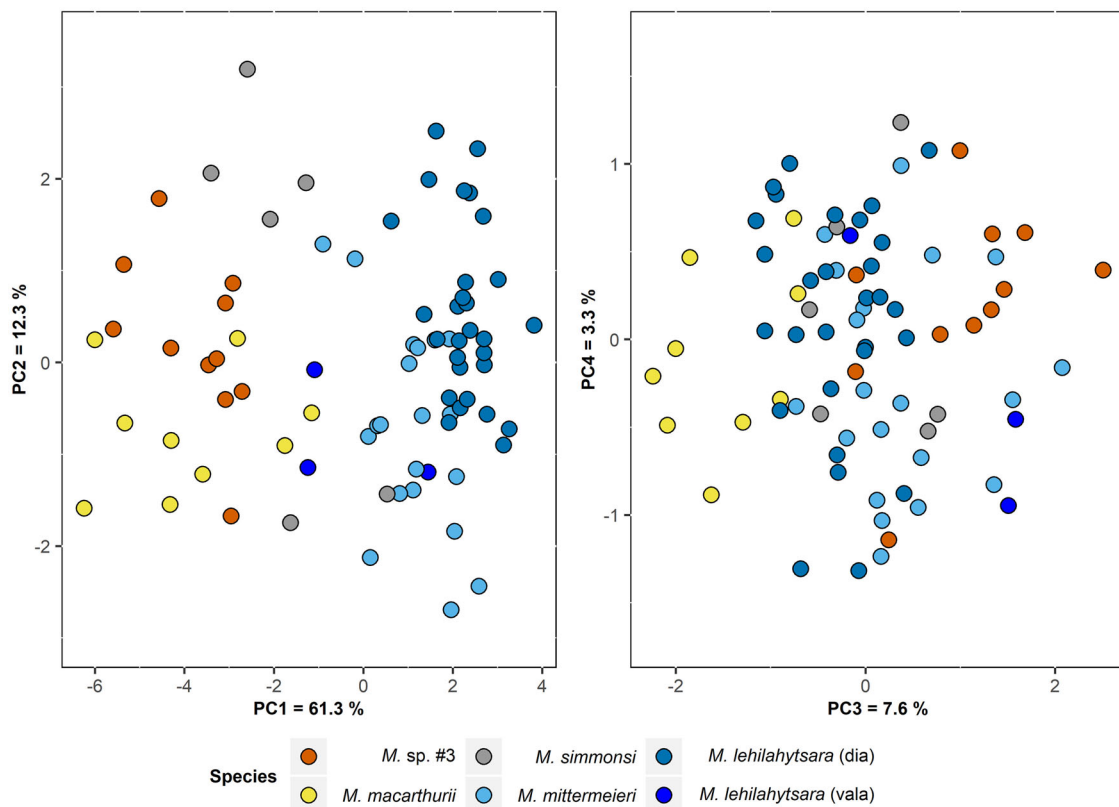 2
0
-2
PC2 = 12.3 %
-6 -4 -2 0 2 4
PC1 = 61.3 %
1
0
-1
PC4 = 3.3 %
-2 0 2
PC3 = 7.6 %
Species
M. sp. #3 M. simmonsi M. lehilahytsara (dia)
M. macarthurii M. mittermeieri M. lehilahytsara (vala)